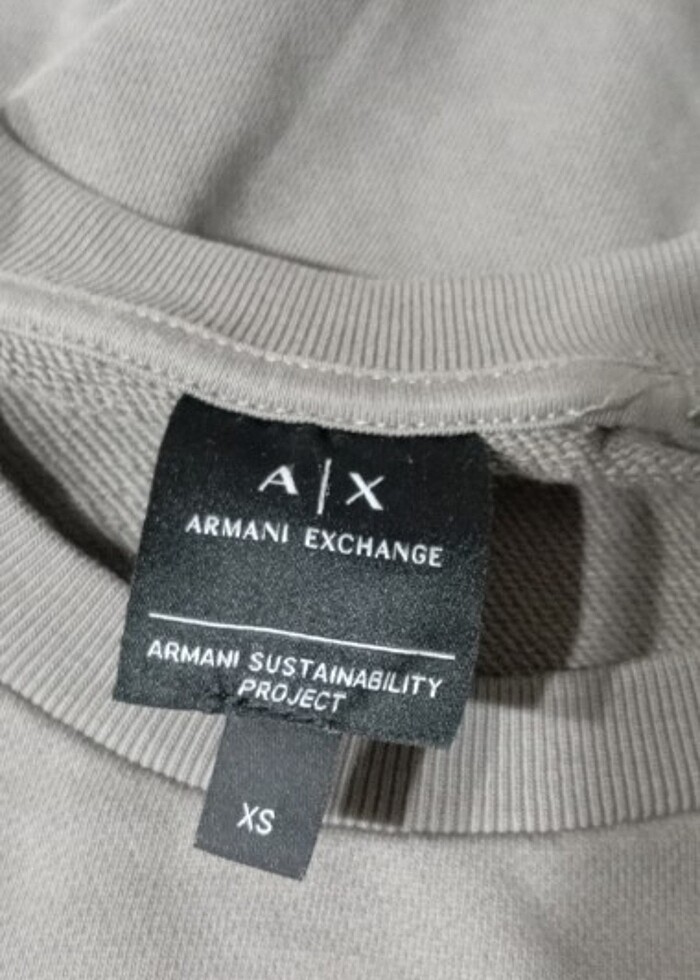 A|X
ARMANI EXCHANGE
ARMANI SUSTAINABILITY
PROJECT
XS